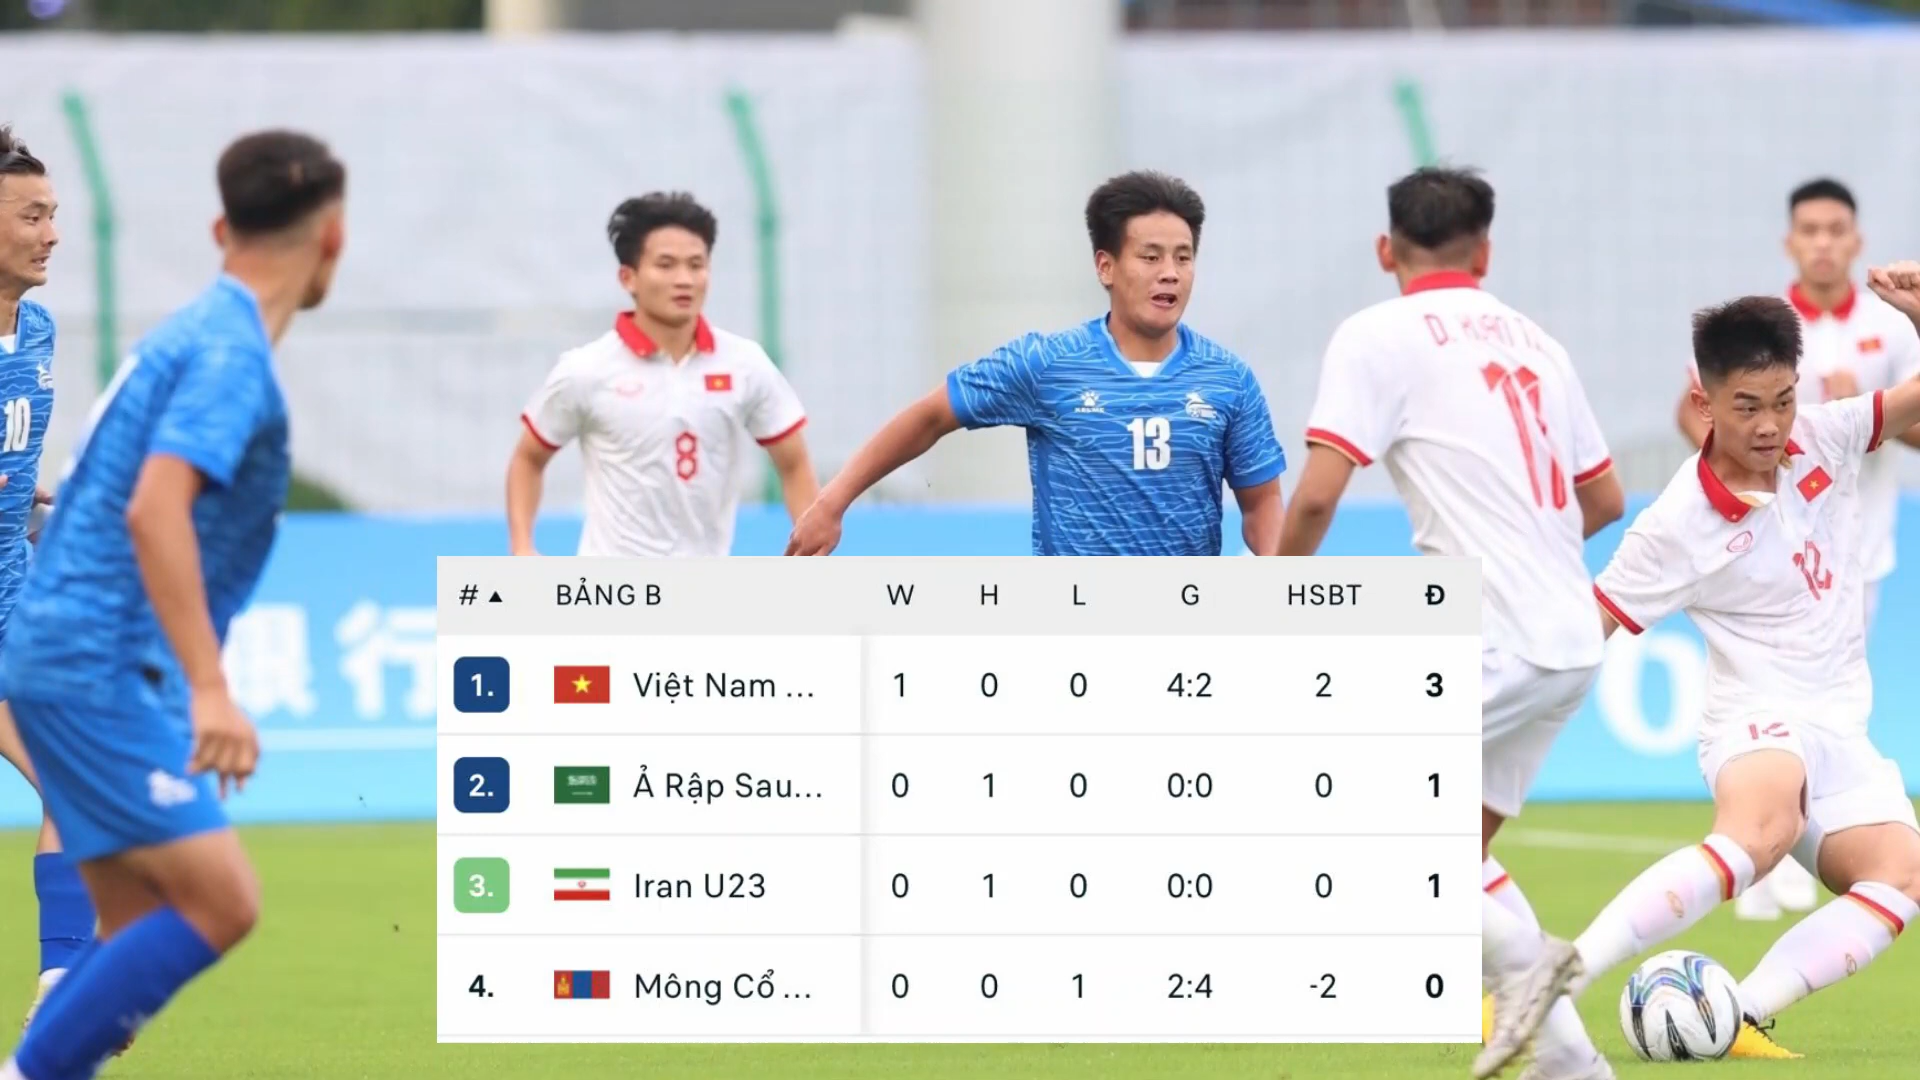 10
8
13
12
# ▲ BẢNG B W H L G HSBT Đ
1. Việt Nam ... 1 0 0 4:2 2 3
2. Ả Rập Sau... 0 1 0 0:0 0 1
3. Iran U23 0 1 0 0:0 0 1
4. Mông Cổ ... 0 0 1 2:4 -2 0